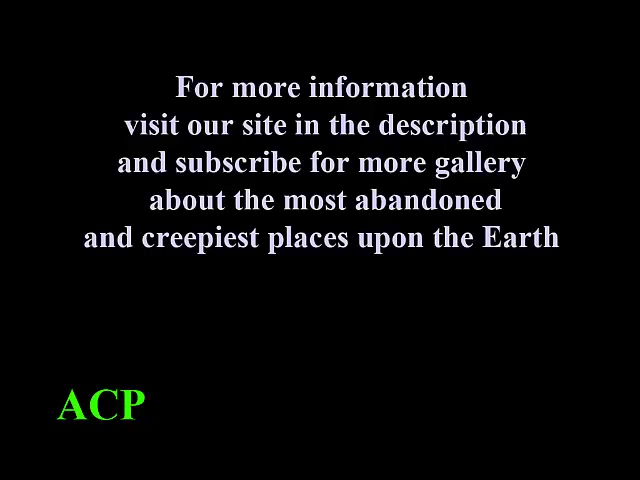 For more information
visit our site in the description
and subscribe for more gallery
about the most abandoned
and creepiest places upon the Earth
ACP